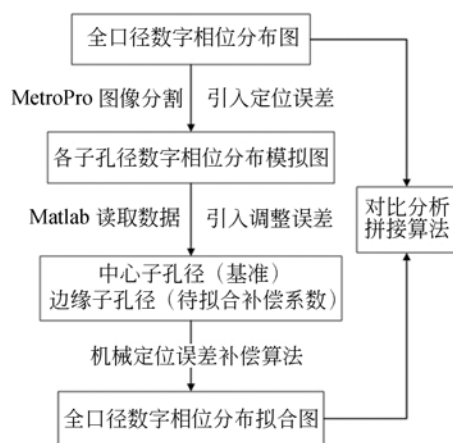 全口径数字相位分布图
MetroPro 图像分割 引入定位误差
各子孔径数字相位分布模拟图
Matlab 读取数据 引入调整误差
对比分析
拼接算法
中心子孔径（基准）
边缘子孔径（待拟合补偿系数）
机械定位误差补偿算法
全口径数字相位分布拟合图